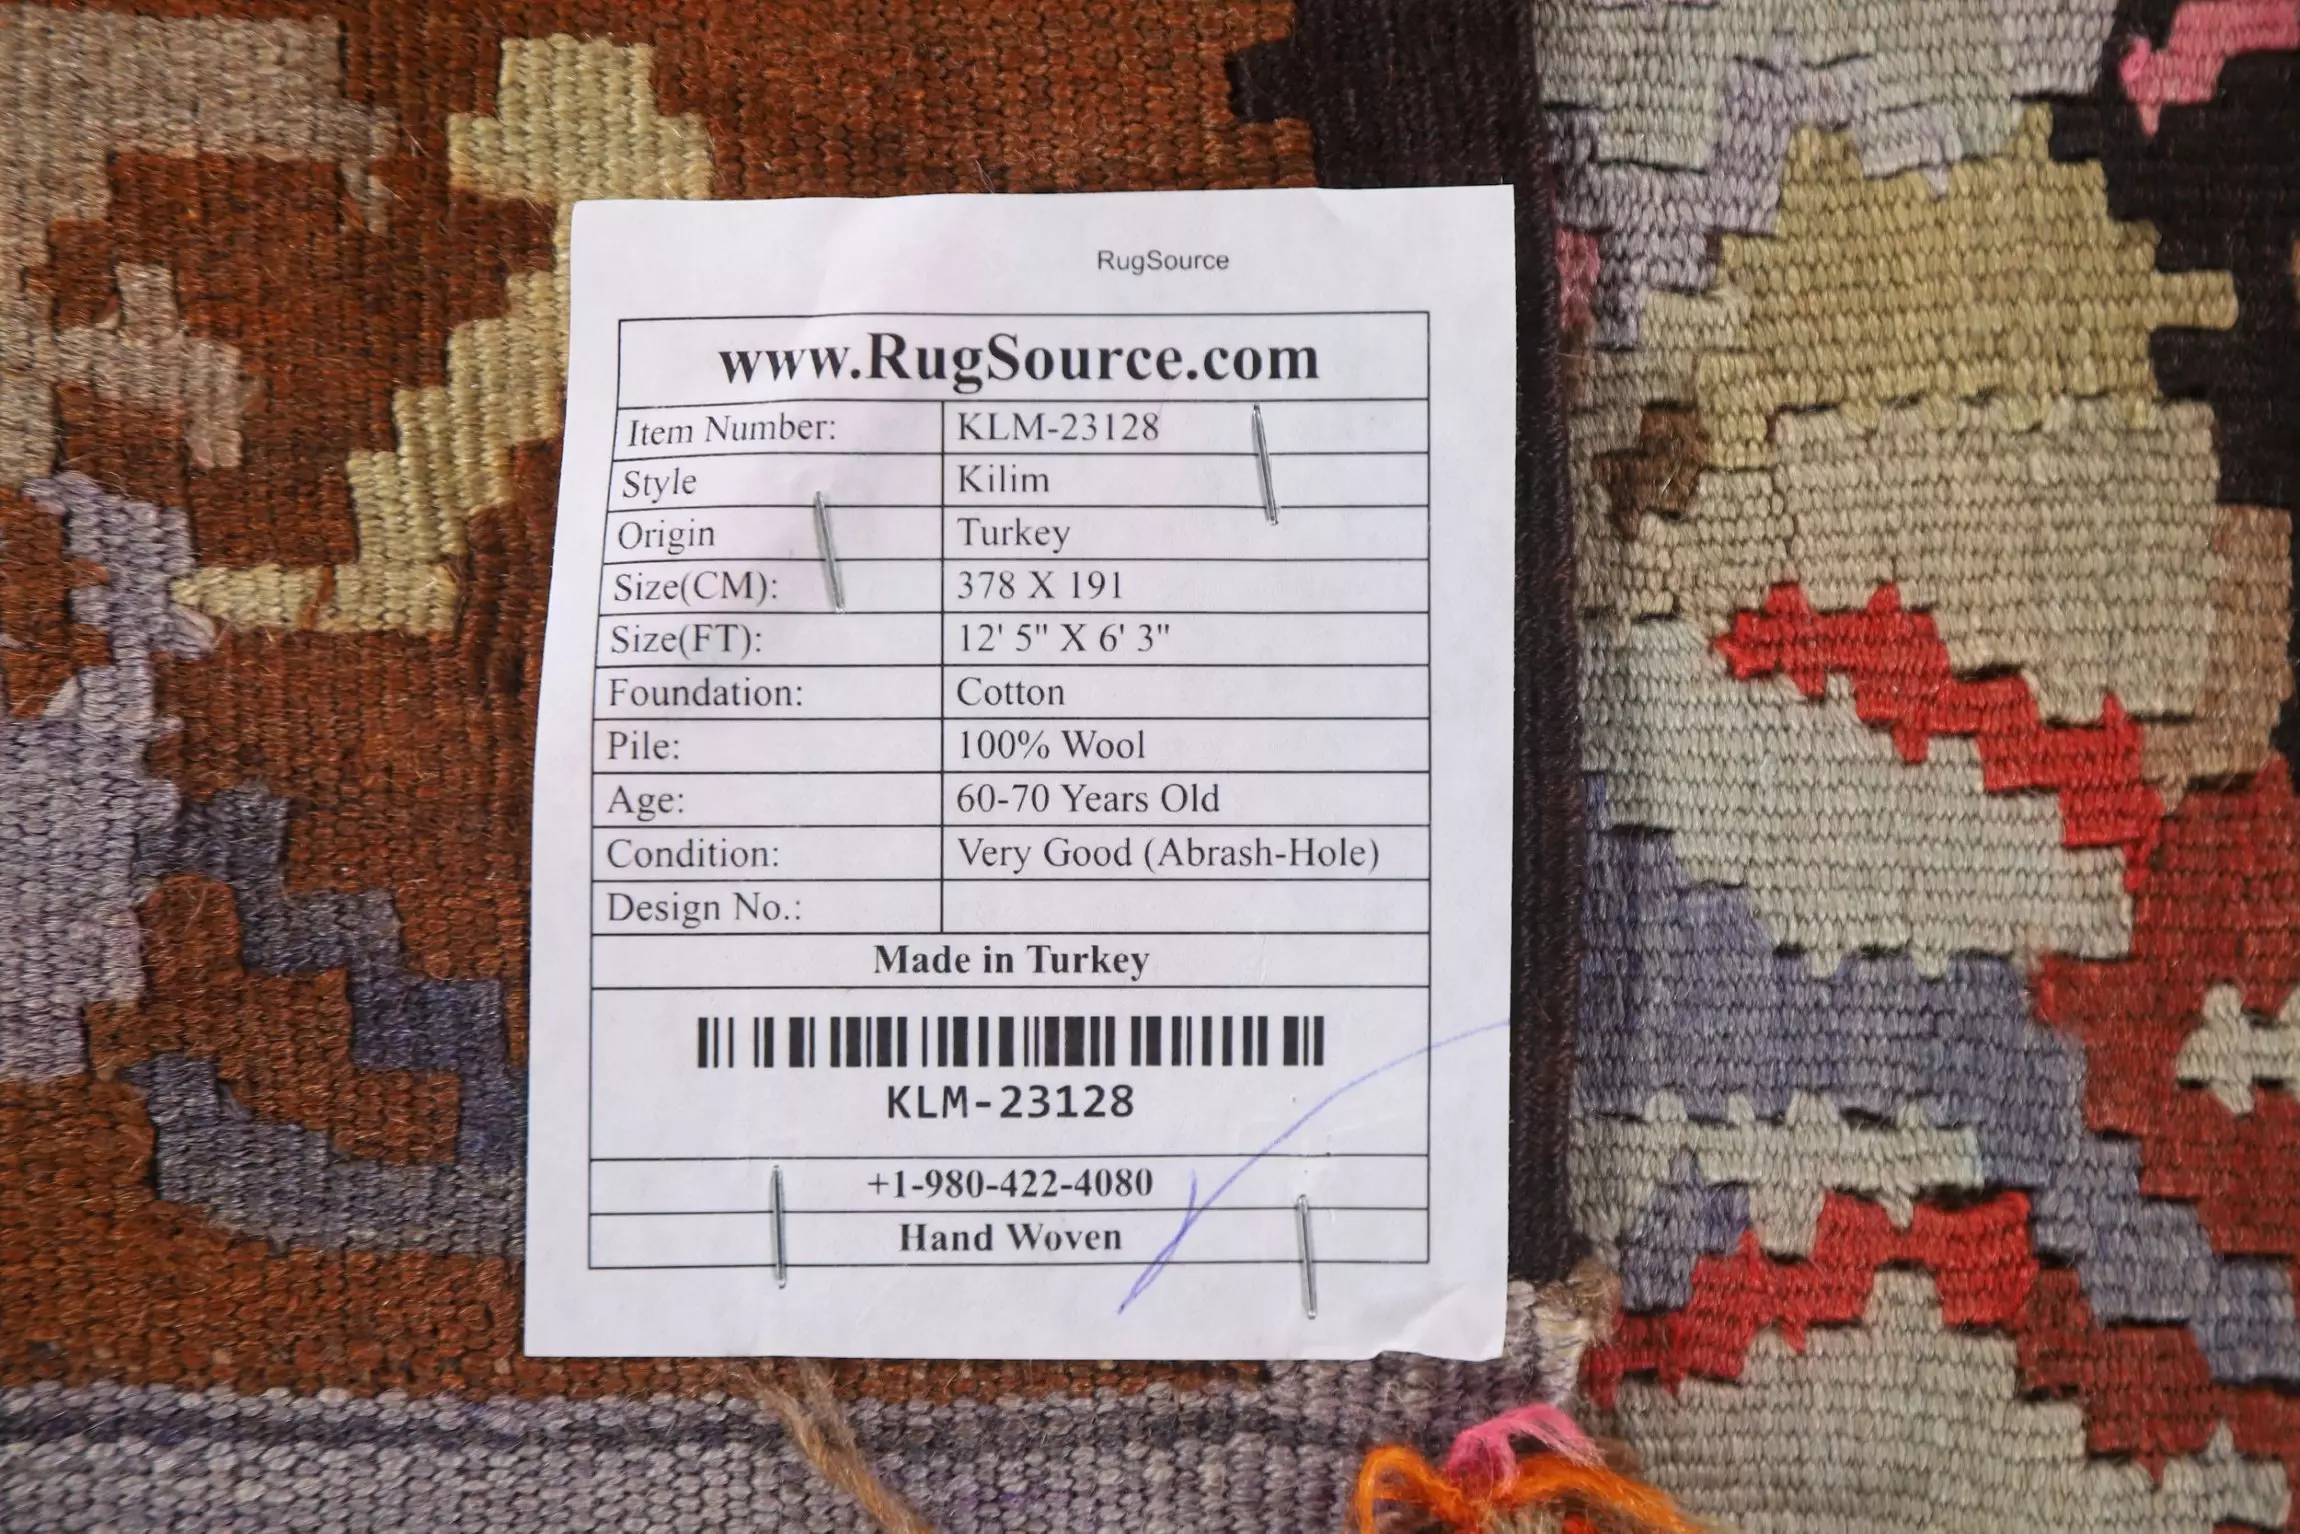 RugSource
www.RugSource.com
Item Number: KLM-23128
Style Kilim
Origin Turkey
Size(CM): 378 X 191
Size(FT): 12' 5" X 6' 3"
Foundation: Cotton
Pile: 100% Wool
Age: 60-70 Years Old
Condition: Very Good (Abrash-Hole)
Design No.:
Made in Turkey
KLM-23128
+1-980-422-4080
Hand Woven